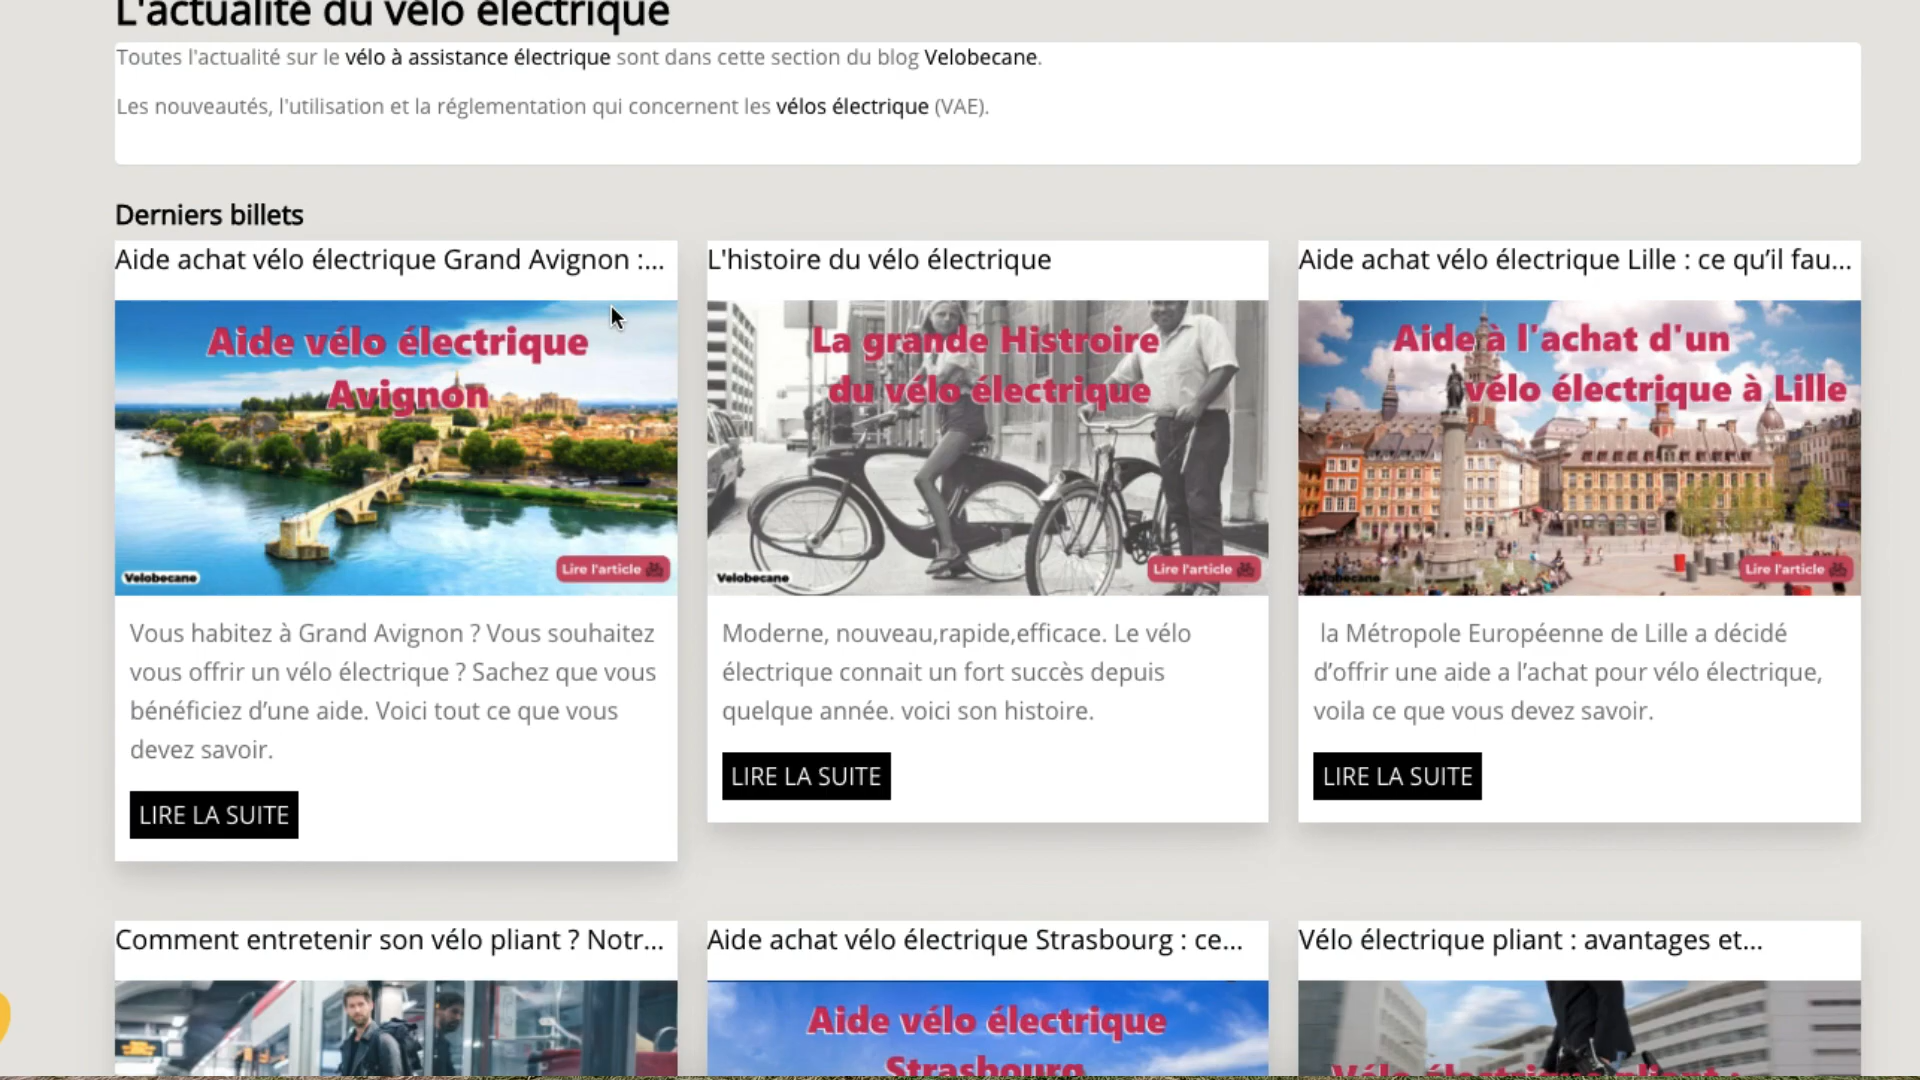 L'actualité du vélo électrique
Toutes l'actualité sur le vélo à assistance électrique sont dans cette section du blog Velobecane.
Les nouveautés, l'utilisation et la réglementation qui concernent les vélos électrique (VAE).
Derniers billets
Aide achat vélo électrique Grand Avignon :...
Aide vélo électrique
Avignon
Velobecane
Lire l'article
Vous habitez à Grand Avignon ? Vous souhaitez
vous offrir un vélo électrique ? Sachez que vous
bénéficiez d’une aide. Voici tout ce que vous
devez savoir.
LIRE LA SUITE
L'histoire du vélo électrique
La grande Histroire
du vélo électrique
Velobecane
Lire l'article
Moderne, nouveau,rapide,efficace. Le vélo
électrique connait un fort succès depuis
quelque année. voici son histoire.
LIRE LA SUITE
Aide achat vélo électrique Lille : ce qu’il fau...
Aide à l'achat d'un
vélo électrique à Lille
Velobecane
Lire l'article
la Métropole Européenne de Lille a décidé
d’offrir une aide a l’achat pour vélo électrique,
voila ce que vous devez savoir.
LIRE LA SUITE
Comment entretenir son vélo pliant ? Notr...
Aide achat vélo électrique Strasbourg : ce...
Aide vélo électrique
Strasbourg
Vélo électrique pliant : avantages et...
Vélo électrique pliant :